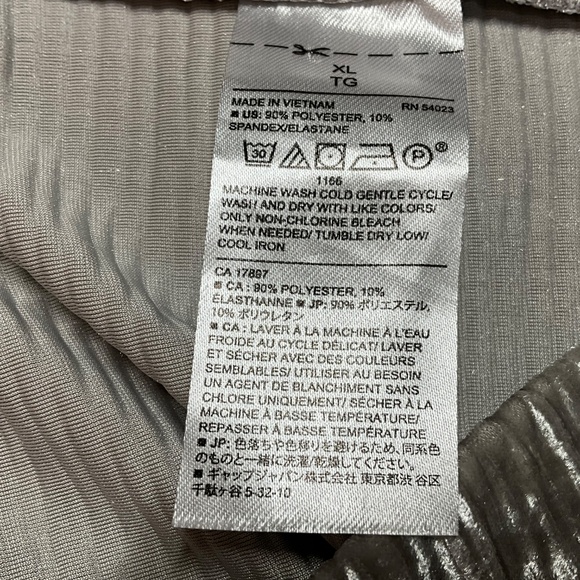 XL
TG
MADE IN VIETNAM RN 54023
■ US: 90% POLYESTER, 10%
SPANDEX/ELASTANE
30 P ®
1166
MACHINE WASH COLD GENTLE CYCLE/
WASH AND DRY WITH LIKE COLORS/
ONLY NON-CHLORINE BLEACH
WHEN NEEDED/ TUMBLE DRY LOW/
COOL IRON
CA 17897
■ CA : 90% POLYESTER, 10%
ÉLASTHANNE ■ JP: 90% ポリエステル,
10% ポリウレタン
■ CA : LAVER À LA MACHINE À L'EAU
FROIDE AU CYCLE DÉLICAT/ LAVER
ET SÉCHER AVEC DES COULEURS
SEMBLABLES/ UTILISER AU BESOIN
UN AGENT DE BLANCHIMENT SANS
CHLORE UNIQUEMENT/ SÉCHER À LA
MACHINE À BASSE TEMPÉRATURE/
REPASSER À BASSE TEMPÉRATURE
■ JP: 色落ちや色移りを避けるため、同系色
のものと一緒に洗濯/乾燥してください。
■ ギャップジャパン株式会社 東京都渋谷区
千駄ヶ谷 5-32-10